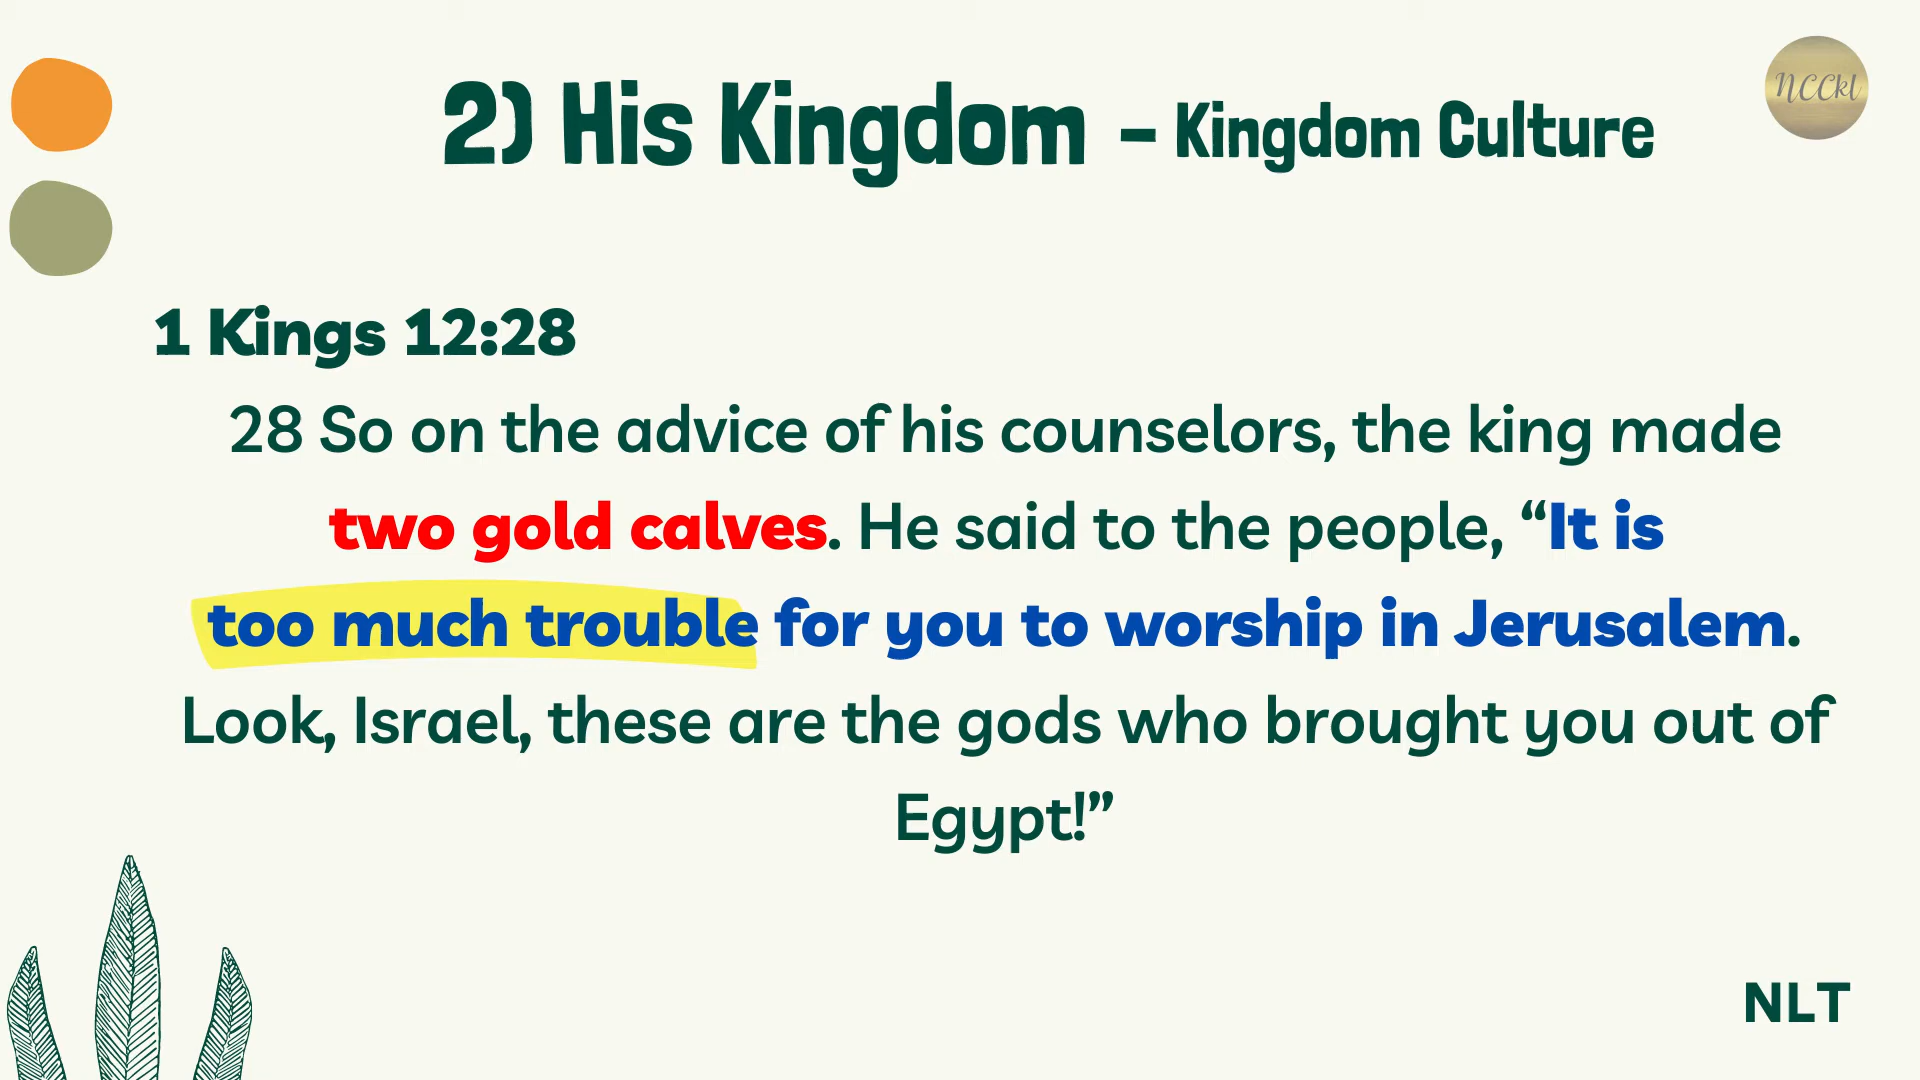 2) His Kingdom – Kingdom Culture
NCCkl
1 Kings 12:28
28 So on the advice of his counselors, the king made
two gold calves. He said to the people, “It is
too much trouble for you to worship in Jerusalem.
Look, Israel, these are the gods who brought you out of
Egypt!”
NLT